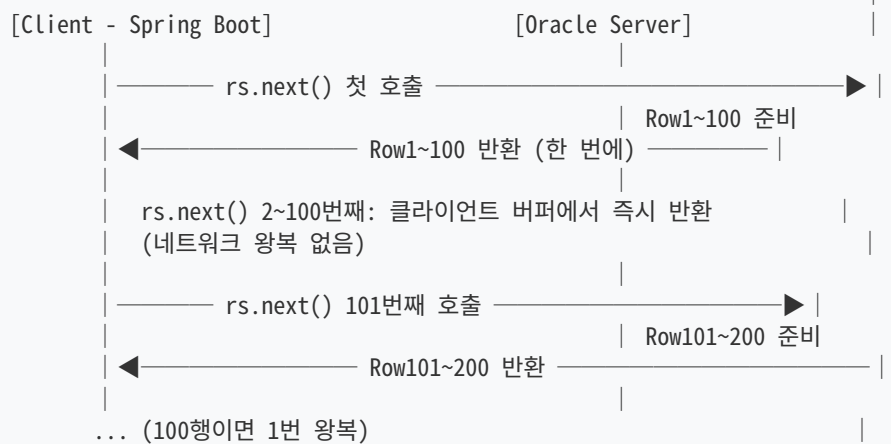 [Client - Spring Boot] [Oracle Server]
rs.next() 첫 호출
Row1~100 준비
Row1~100 반환 (한 번에)
rs.next() 2~100번째: 클라이언트 버퍼에서 즉시 반환
(네트워크 왕복 없음)
rs.next() 101번째 호출
Row101~200 준비
Row101~200 반환
... (100행이면 1번 왕복)